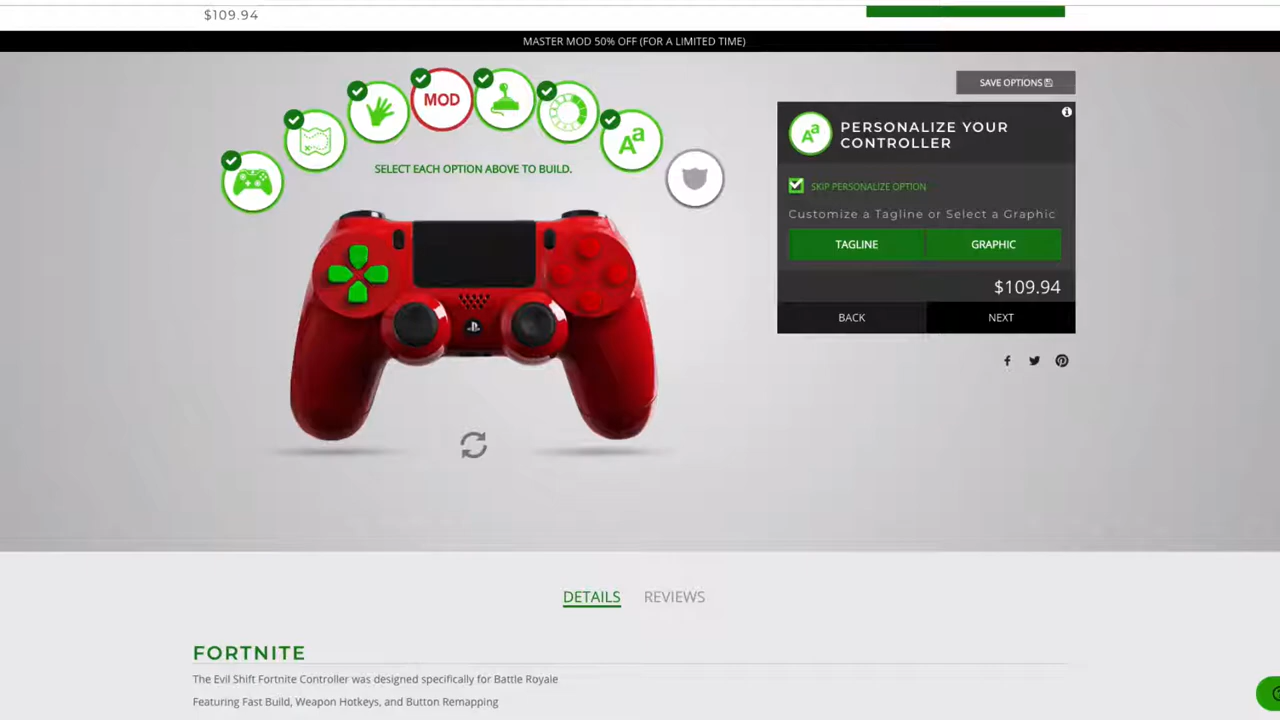 $109.94
MASTER MOD 50% OFF (FOR A LIMITED TIME)
SAVE OPTIONS
MOD
Aa
SELECT EACH OPTION ABOVE TO BUILD.
Aa
PERSONALIZE YOUR
CONTROLLER
SKIP PERSONALIZE OPTION
Customize a Tagline or Select a Graphic
TAGLINE GRAPHIC
$109.94
BACK NEXT
DETAILS REVIEWS
FORTNITE
The Evil Shift Fortnite Controller was designed specifically for Battle Royale
Featuring Fast Build, Weapon Hotkeys, and Button Remapping